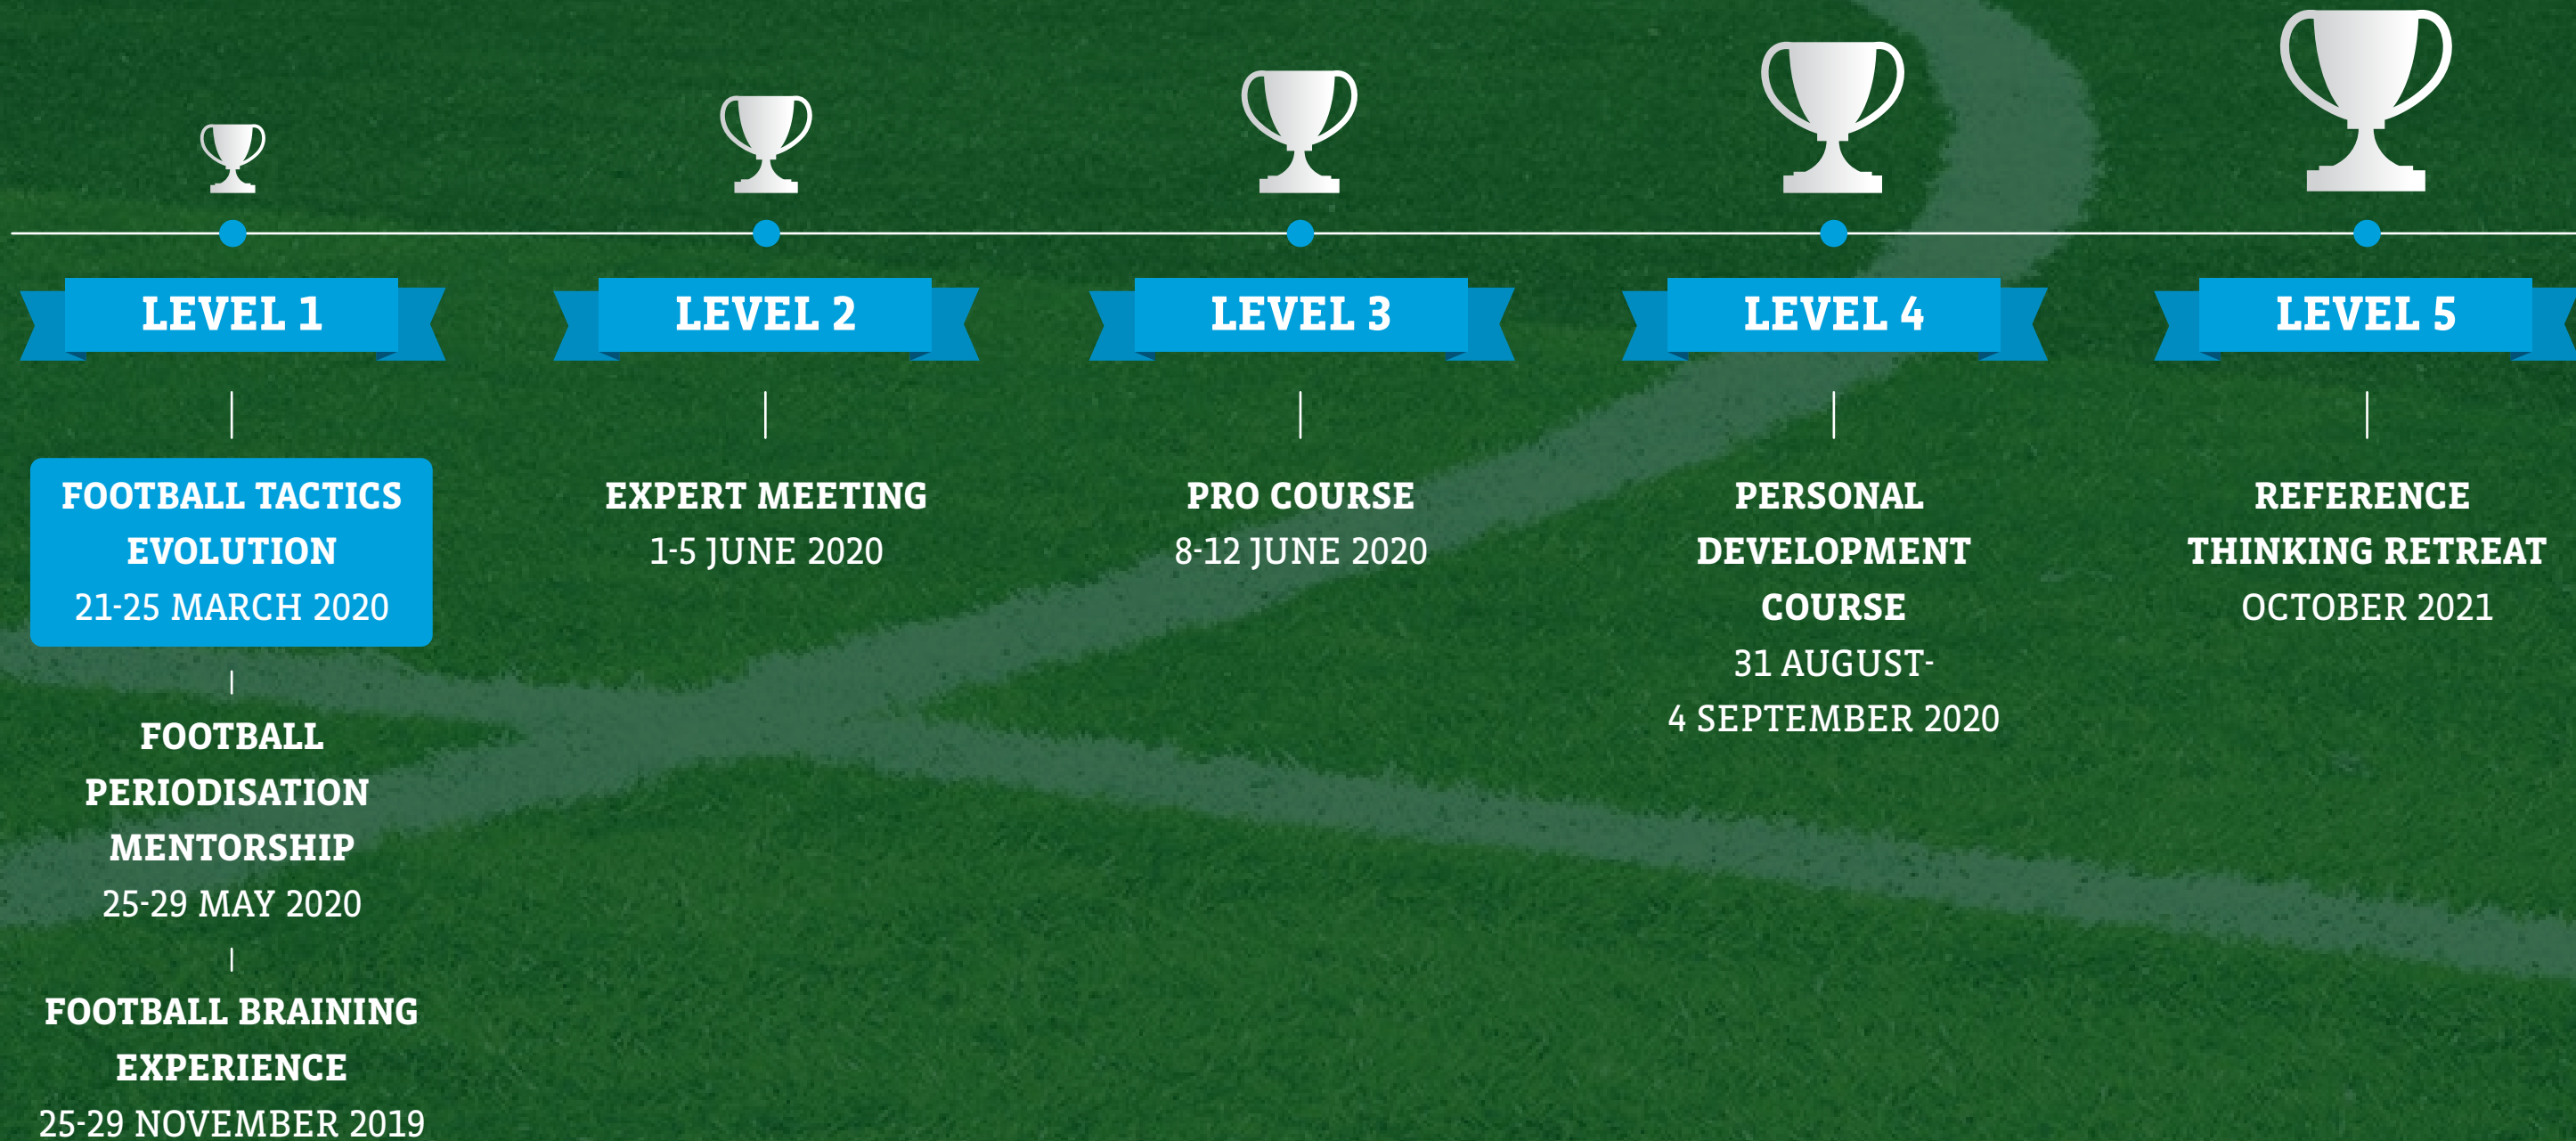 LEVEL 1
FOOTBALL TACTICS
EVOLUTION
21-25 MARCH 2020
FOOTBALL
PERIODISATION
MENTORSHIP
25-29 MAY 2020
FOOTBALL BRAINING
EXPERIENCE
25-29 NOVEMBER 2019
LEVEL 2
EXPERT MEETING
1-5 JUNE 2020
LEVEL 3
PRO COURSE
8-12 JUNE 2020
LEVEL 4
PERSONAL
DEVELOPMENT
COURSE
31 AUGUST-
4 SEPTEMBER 2020
LEVEL 5
REFERENCE
THINKING RETREAT
OCTOBER 2021